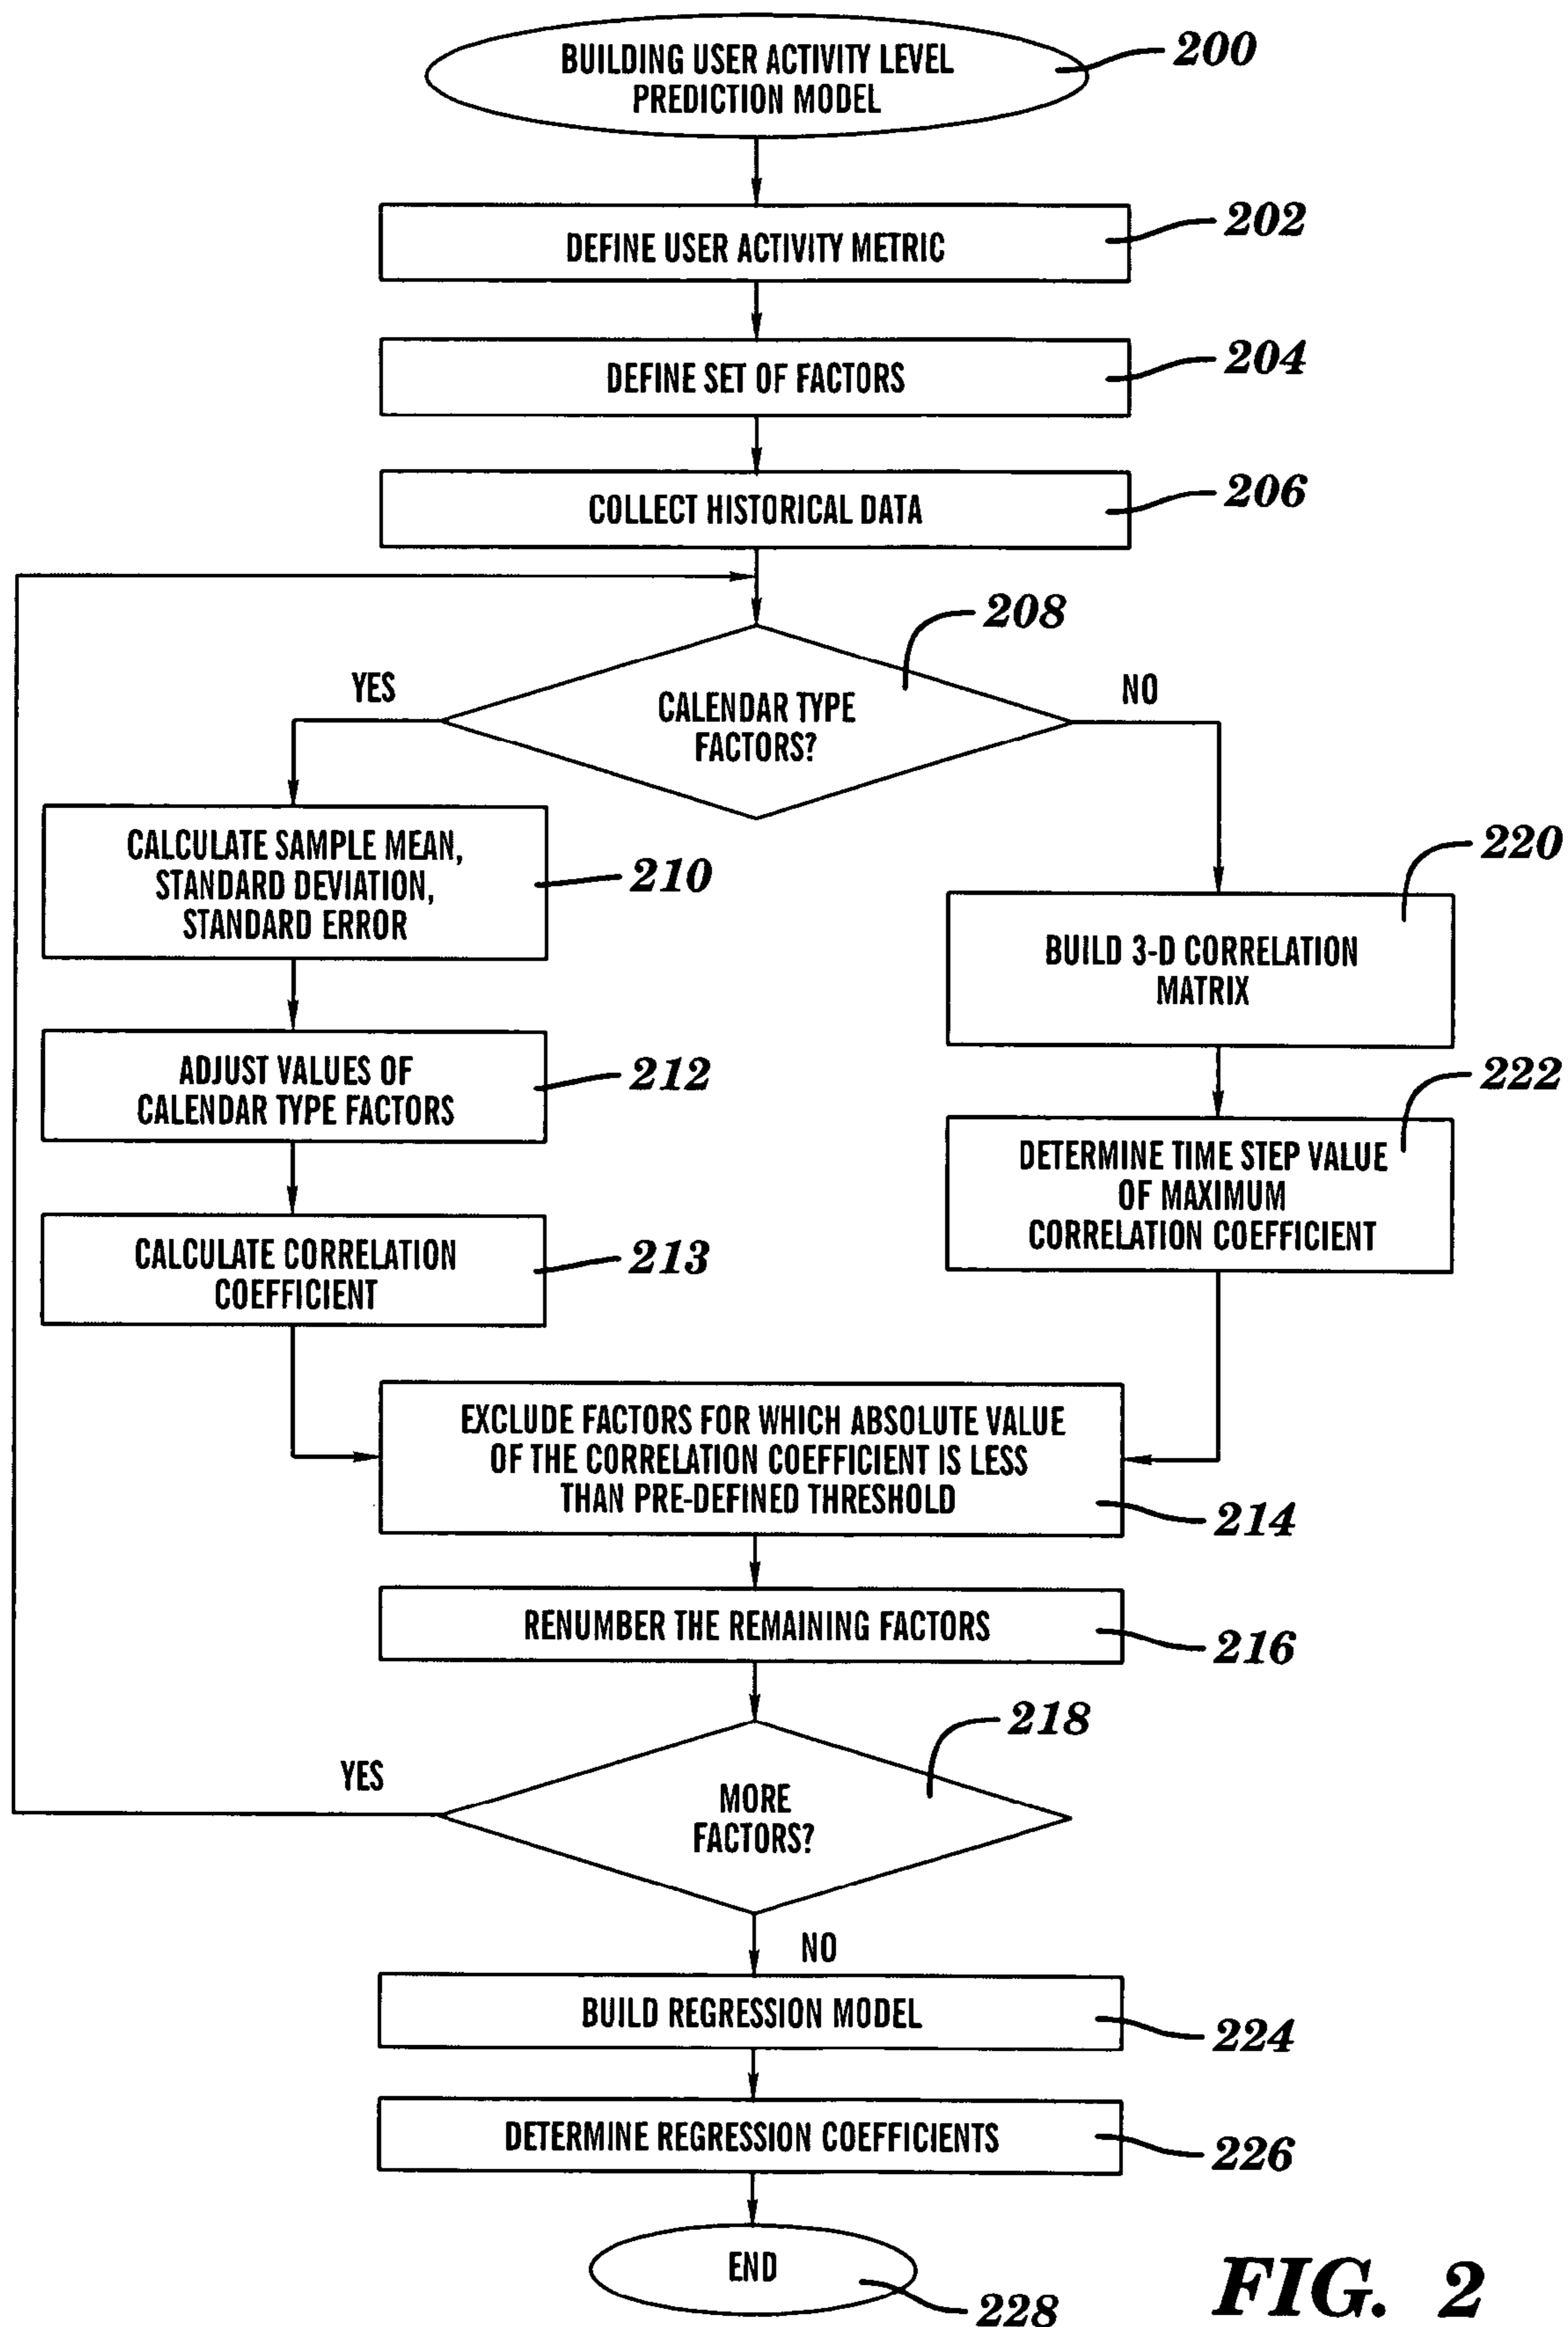 BUILDING USER ACTIVITY LEVEL
PREDICTION MODEL
200
DEFINE USER ACTIVITY METRIC
202
DEFINE SET OF FACTORS
204
COLLECT HISTORICAL DATA
206
208
CALENDAR TYPE
FACTORS?
YES
NO
CALCULATE SAMPLE MEAN,
STANDARD DEVIATION,
STANDARD ERROR
210
220
BUILD 3-D CORRELATION
MATRIX
ADJUST VALUES OF
CALENDAR TYPE FACTORS
212
222
DETERMINE TIME STEP VALUE
OF MAXIMUM
CORRELATION COEFFICIENT
CALCULATE CORRELATION
COEFFICIENT
213
EXCLUDE FACTORS FOR WHICH ABSOLUTE VALUE
OF THE CORRELATION COEFFICIENT IS LESS
THAN PRE-DEFINED THRESHOLD
214
RENUMBER THE REMAINING FACTORS
216
218
YES
MORE
FACTORS?
NO
BUILD REGRESSION MODEL
224
DETERMINE REGRESSION COEFFICIENTS
226
END
228
FIG. 2